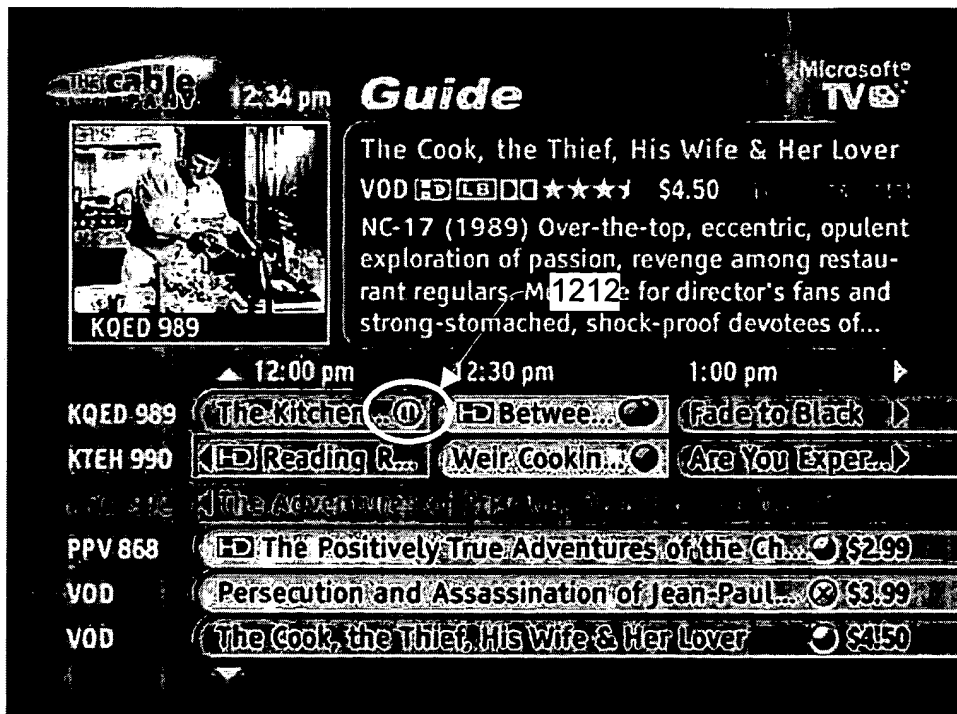 THE cable
COMPANY
12:34 pm
Guide
Microsoft®
TV
The Cook, the Thief, His Wife & Her Lover
VOD HD LB $4.50
NC-17 (1989) Over-the-top, eccentric, opulent
exploration of passion, revenge among restau-
rant regulars. 1212 for director's fans and
strong-stomached, shock-proof devotees of...
KQED 989
12:00 pm 12:30 pm 1:00 pm
KQED 989 The Kitchen... HD Betwee... Fade to Black
KTEH 990 HD Reading R... Weir Cookin... Are You Exper...
The Adventures of
PPV 868 HD The Positively True Adventures of the Ch... $2.99
VOD Persecution and Assassination of Jean-Paul... $3.99
VOD The Cook, the Thief, His Wife & Her Lover $4.50